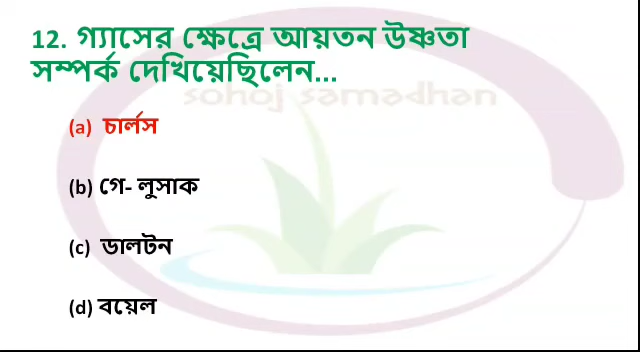 12. গ্যাসের ক্ষেত্রে আয়তন উষ্ণতা
সম্পর্ক দেখিয়েছিলেন...
sohoj samadhan
(a) চার্লস
(b) গে- লুসাক
(c) ডালটন
(d) বয়েল